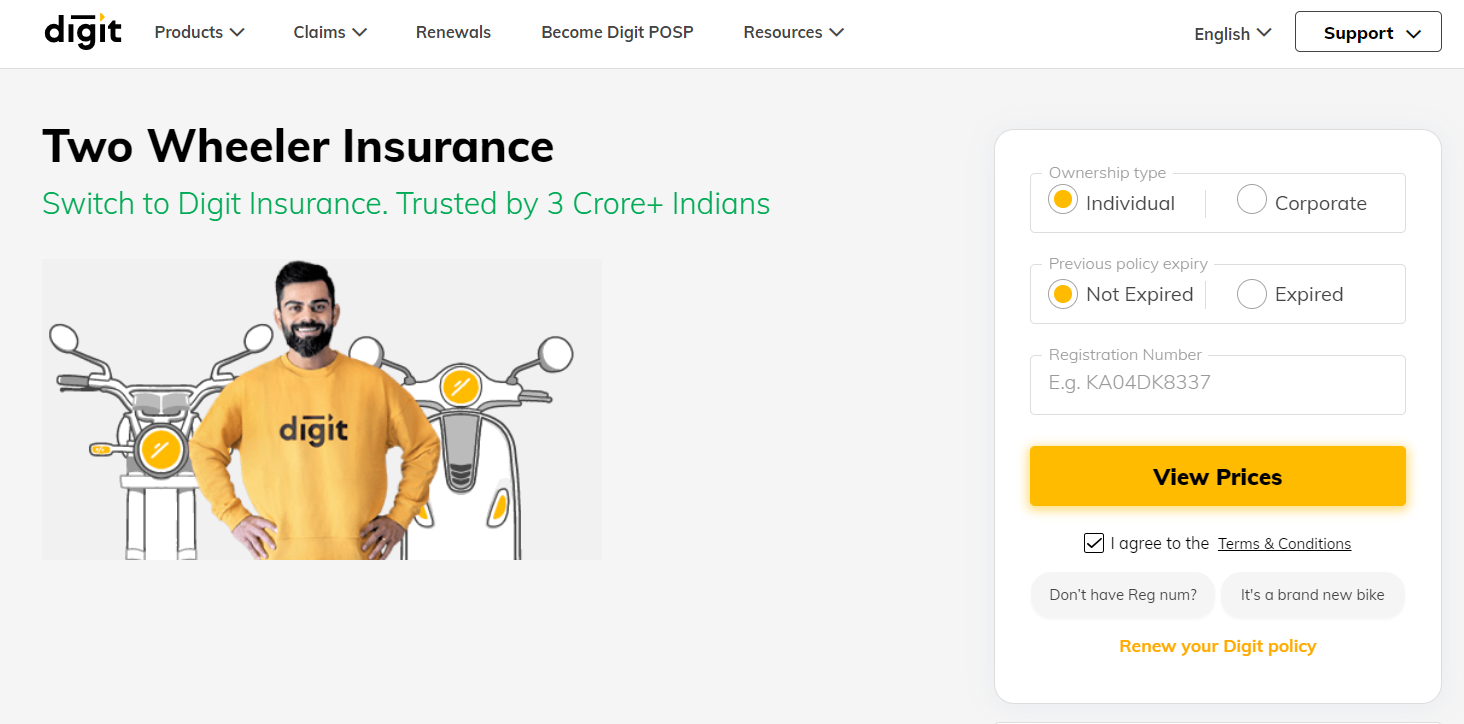 digit
Products
Claims
Renewals
Become Digit POSP
Resources
English
Support
Two Wheeler Insurance
Switch to Digit Insurance. Trusted by 3 Crore+ Indians
digit
Ownership type
Individual
Corporate
Previous policy expiry
Not Expired
Expired
Registration Number
E.g. KA04DK8337
View Prices
I agree to the Terms & Conditions
Don't have Reg num?
It's a brand new bike
Renew your Digit policy